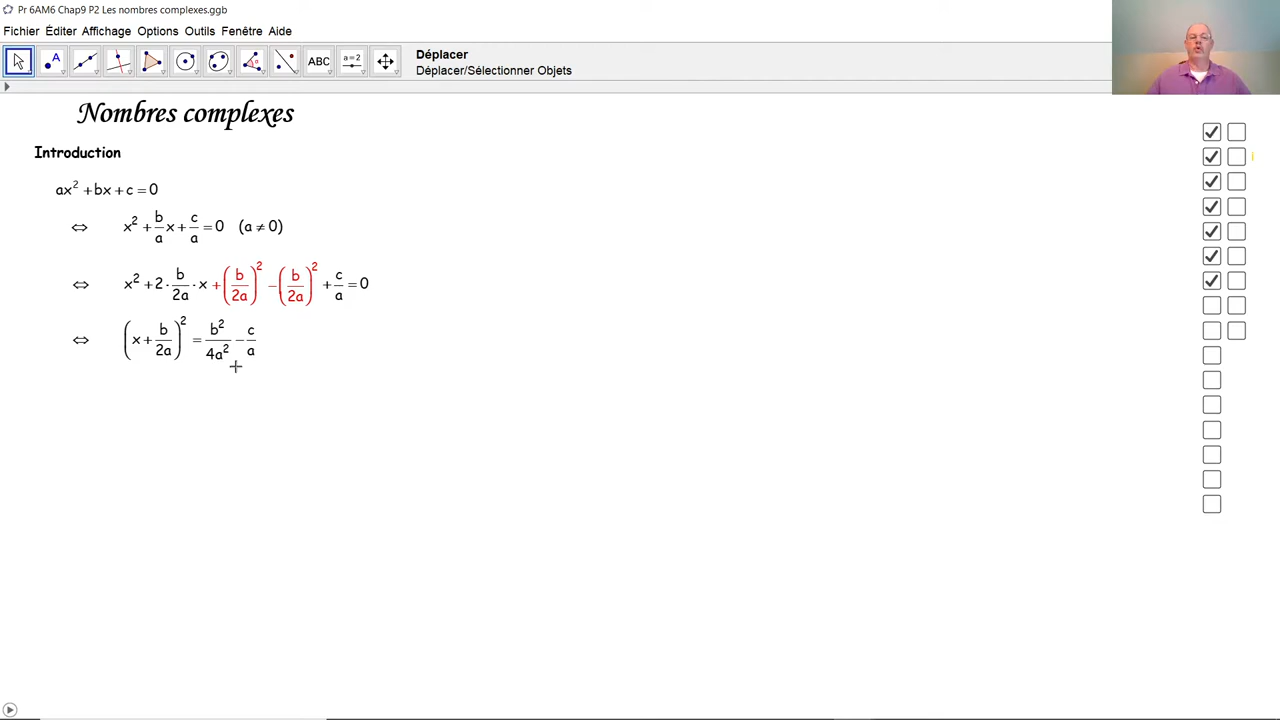 Pr 6AM6 Chap9 P2 Les nombres complexes.ggb
Fichier Éditer Affichage Options Outils Fenêtre Aide
A ABC a=2 Déplacer
Déplacer/Sélectionner Objets
Nombres complexes
Introduction
ax² + bx + c = 0
⇔ x² + b/a x + c/a = 0 (a ≠ 0)
⇔ x² + 2 · b/2a · x + (b/2a)² − (b/2a)² + c/a = 0
⇔ (x + b/2a)² = b²/4a² − c/a